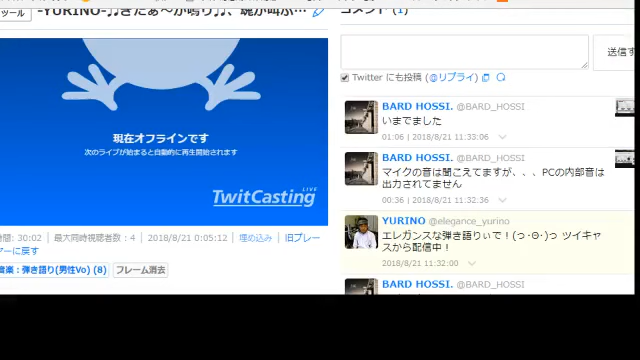 ツール
-YURINO-♫ぎたぁ～が鳴り♫、魂が叫ぶ…
コメント (1)
送信す
Twitter にも投稿 (@リプライ)
BARD HOSSI. @BARD_HOSSI
いまでました
01:06 | 2018/8/21 11:33:06
BARD HOSSI. @BARD_HOSSI
マイクの音は聞こえてますが、、、PCの内部音は
出力されてません
00:36 | 2018/8/21 11:32:36
YURINO @elegance_yurino
エレガンスな弾き語りぃで！(っ·Θ·)っ ツイキャ
スから配信中！
2018/8/21 11:32:00
BARD HOSSI. @BARD_HOSSI
現在オフラインです
次のライブが始まると自動的に再生開始されます
TwitCasting LIVE
時間: 30:02 | 最大同時視聴者数 : 4 | 2018/8/21 0:05:12 | 埋め込み | 旧プレー
ヤーに戻す
音楽：弾き語り(男性Vo) (8)
フレーム消去